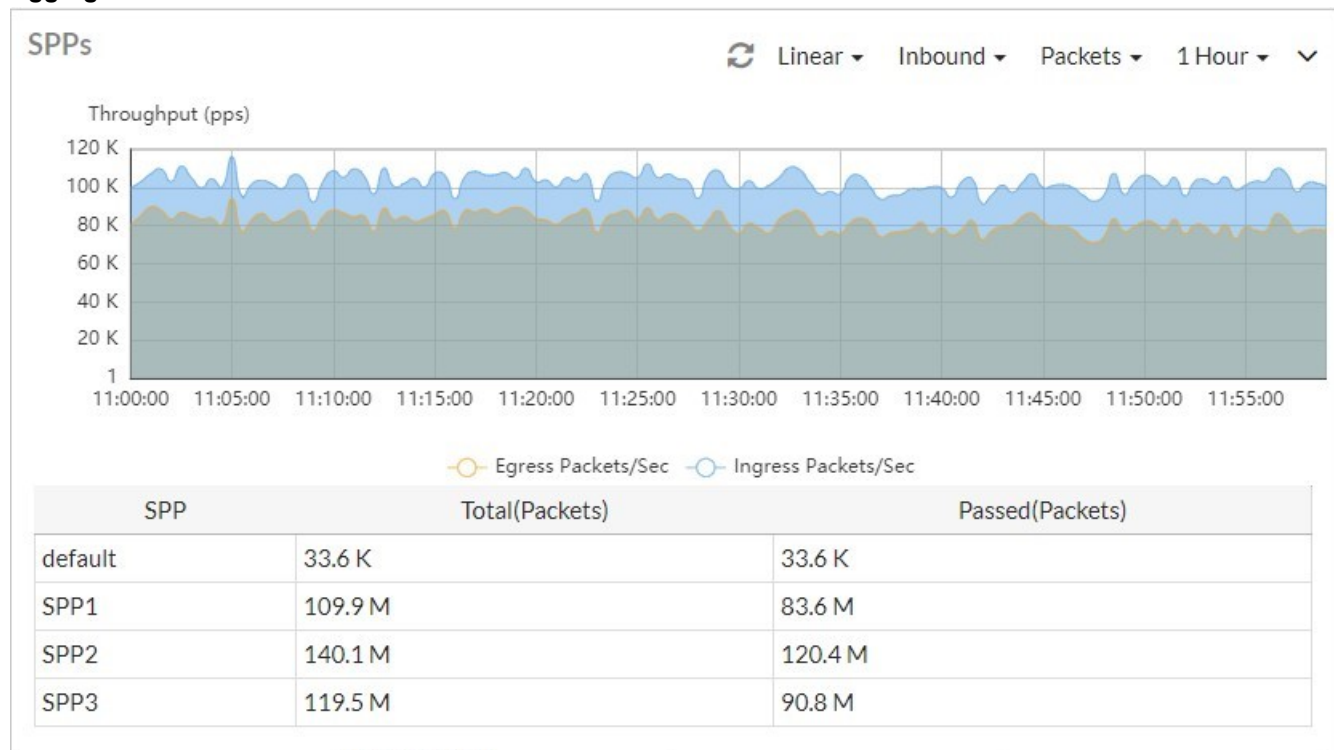 SPPs
Linear Inbound Packets 1 Hour
Throughput (pps)
120 K
100 K
80 K
60 K
40 K
20 K
1
11:00:00 11:05:00 11:10:00 11:15:00 11:20:00 11:25:00 11:30:00 11:35:00 11:40:00 11:45:00 11:50:00 11:55:00
Egress Packets/Sec Ingress Packets/Sec
SPP Total(Packets) Passed(Packets)
default 33.6 K 33.6 K
SPP1 109.9 M 83.6 M
SPP2 140.1 M 120.4 M
SPP3 119.5 M 90.8 M